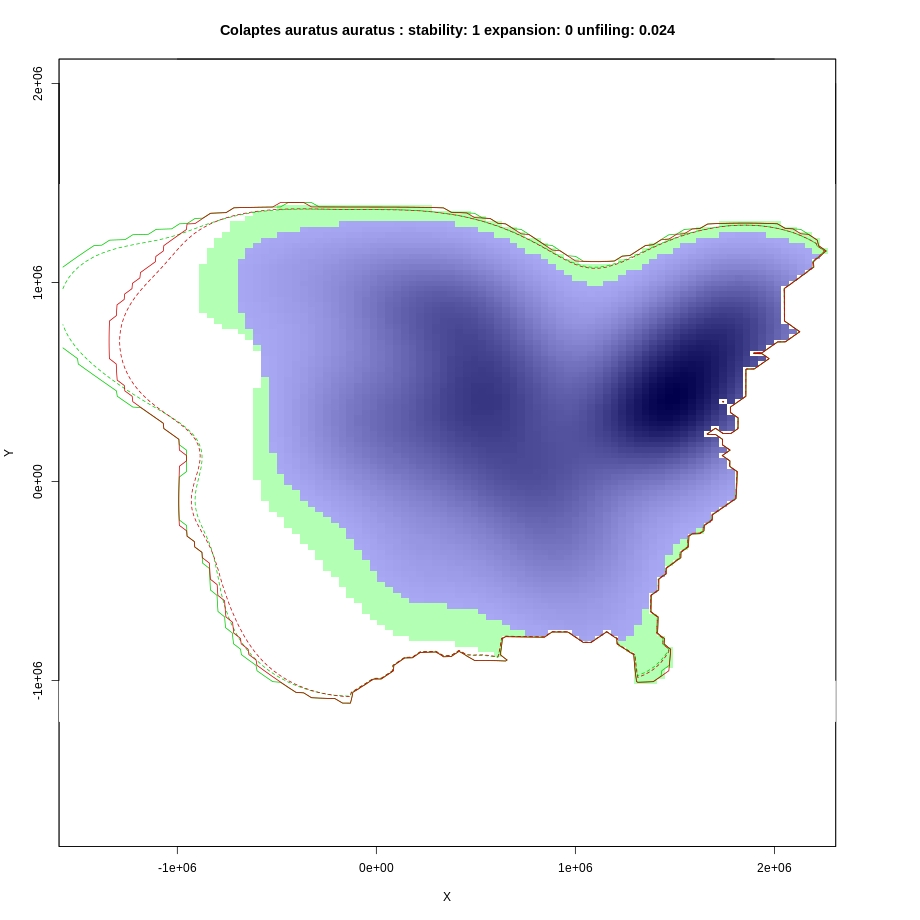 Colaptes auratus auratus : stability: 1 expansion: 0 unfiling: 0.024
2e+06
1e+06
0e+00
-1e+06
Y
-1e+06 0e+00 1e+06 2e+06
X